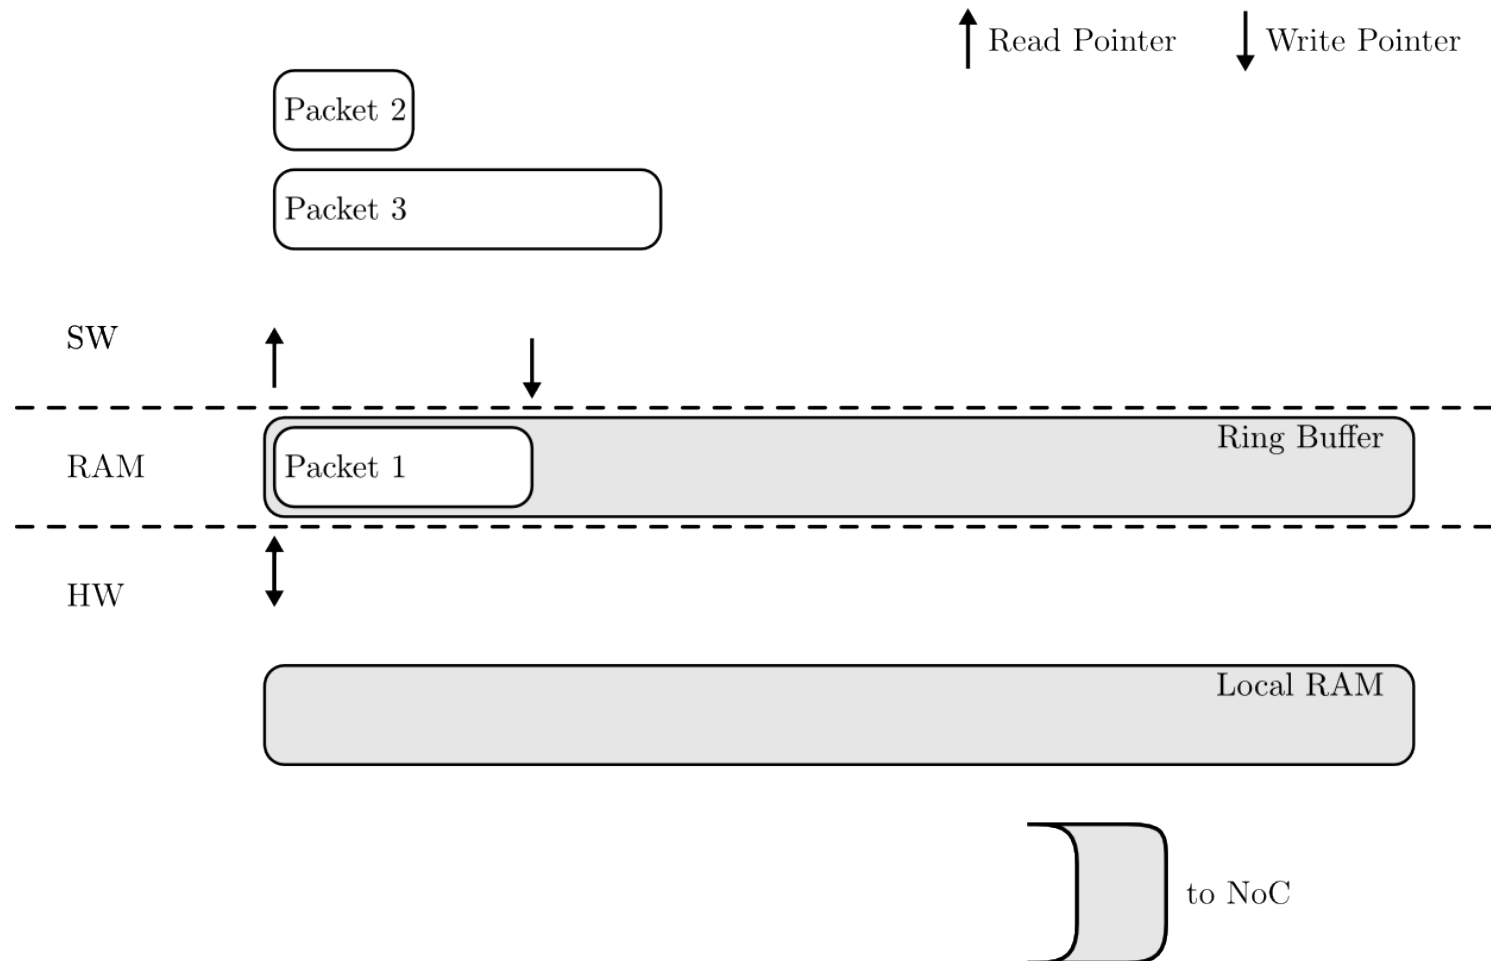 Read Pointer
Write Pointer
Packet 2
Packet 3
SW
Ring Buffer
RAM
Packet 1
HW
Local RAM
to NoC